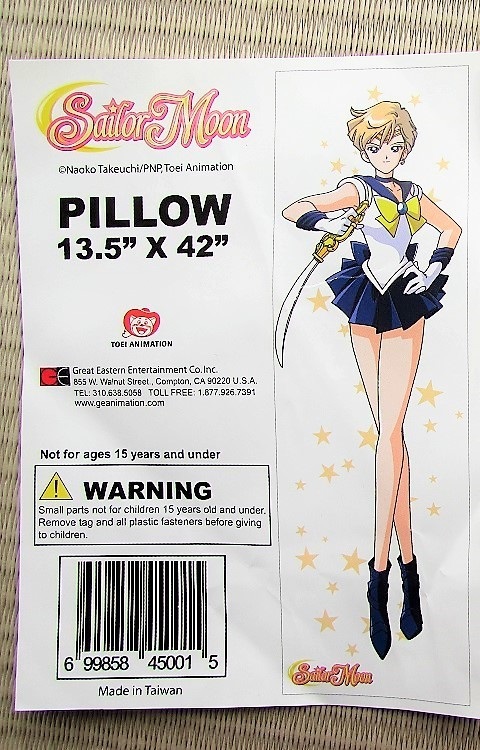 Sailor Moon
©Naoko Takeuchi/PNP, Toei Animation
PILLOW
13.5” X 42”
TOEI ANIMATION
Great Eastern Entertainment Co. Inc.
855 W. Walnut Street., Compton, CA 90220 U.S.A.
TEL: 310.638.5058 TOLL FREE: 1.877.926.7391
www.geanimation.com
Not for ages 15 years and under
WARNING
Small parts not for children 15 years old and under.
Remove tag and all plastic fasteners before giving
to children.
6 99858 45001 5
Made in Taiwan
Sailor Moon